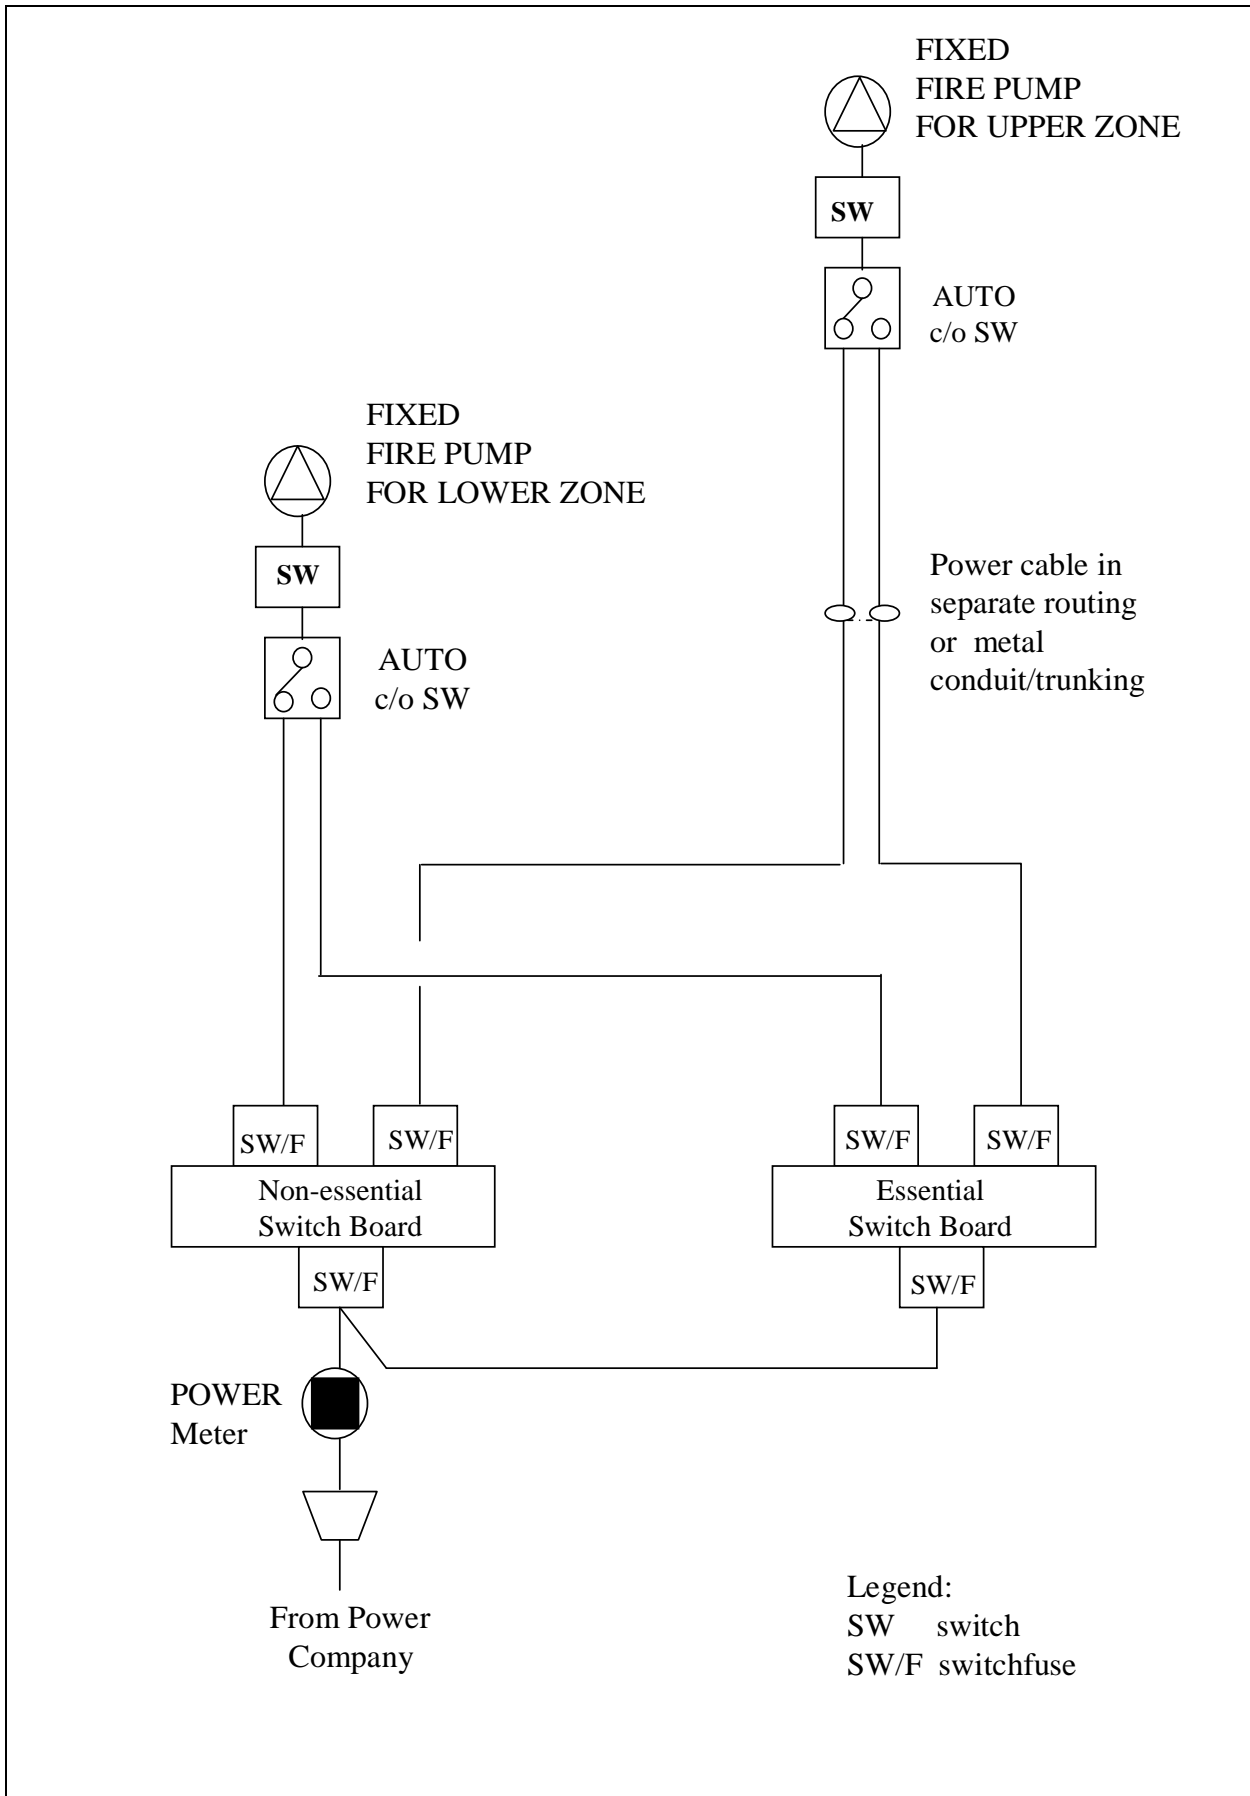 FIXED
FIRE PUMP
FOR UPPER ZONE
SW
AUTO
c/o SW
FIXED
FIRE PUMP
FOR LOWER ZONE
SW
AUTO
c/o SW
Power cable in
separate routing
or metal
conduit/trunking
SW/F
SW/F
SW/F
SW/F
Non-essential
Switch Board
Essential
Switch Board
SW/F
SW/F
POWER
Meter
From Power
Company
Legend:
SW switch
SW/F switchfuse